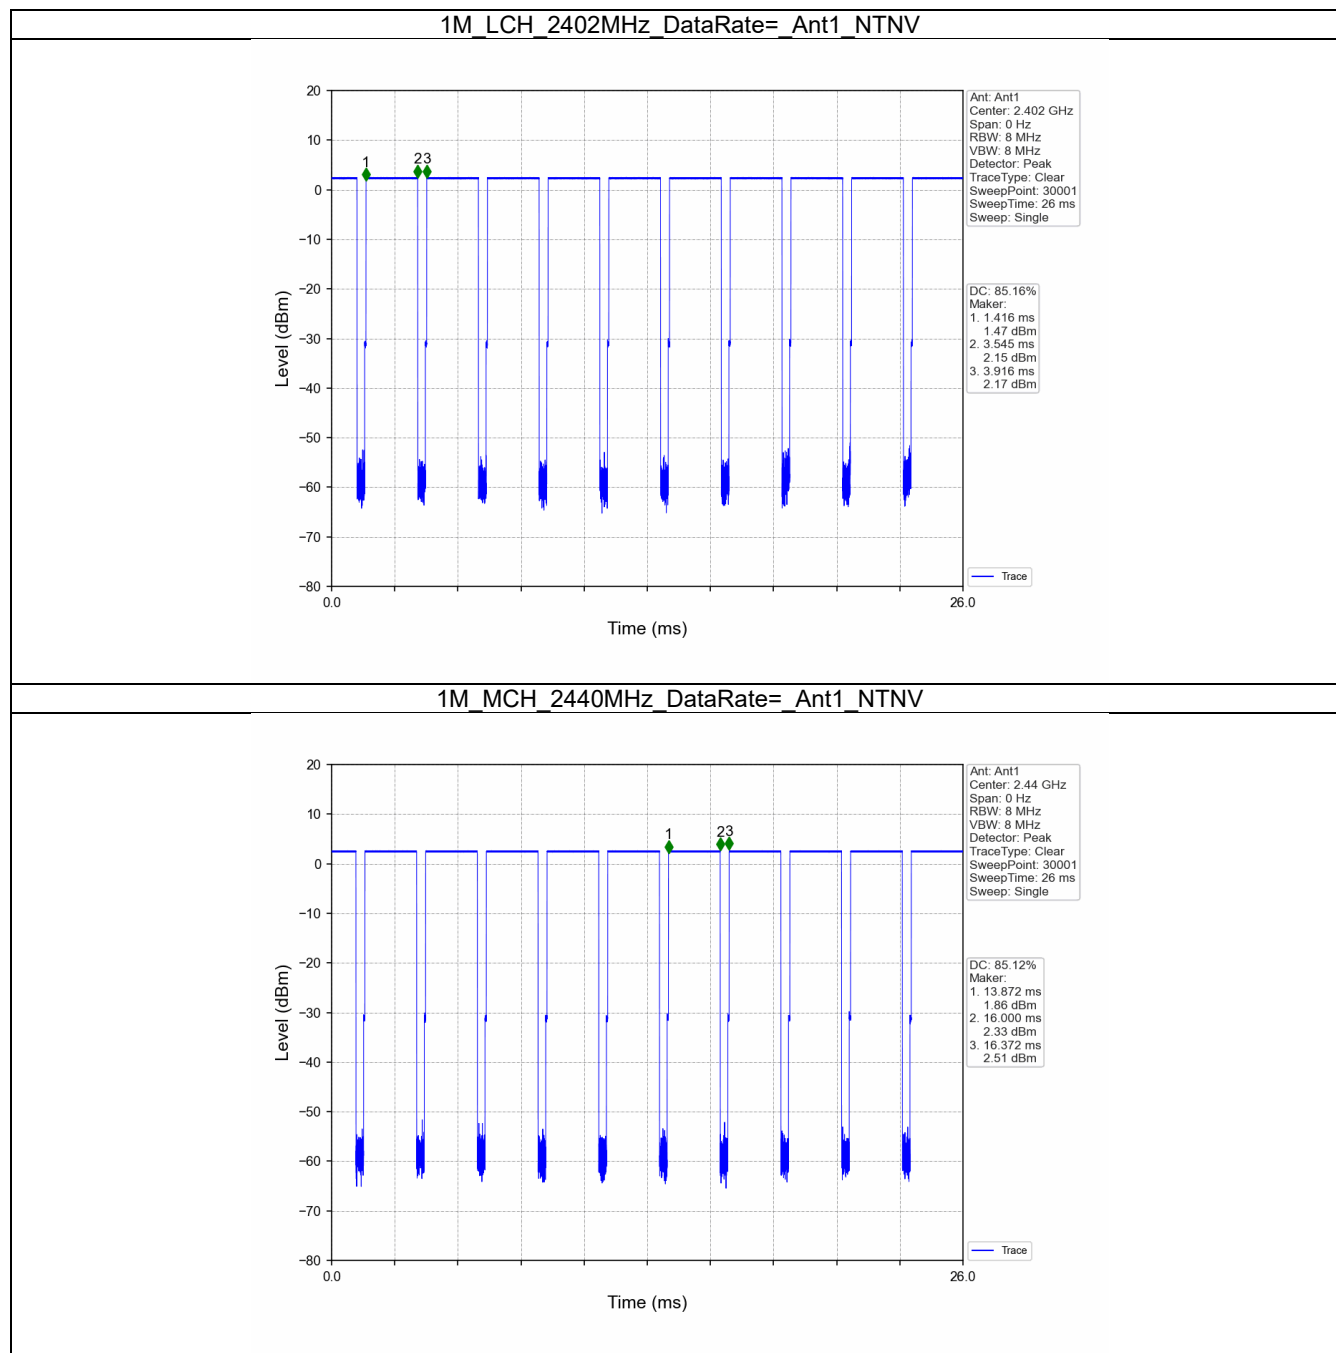 1M_LCH_2402MHz_DataRate=_Ant1_NTNV
20
10
0
−10
−20
−30
−40
−50
−60
−70
−80
Level (dBm)
1
2 3
0.0
26.0
Time (ms)
Ant: Ant1
Center: 2.402 GHz
Span: 0 Hz
RBW: 8 MHz
VBW: 8 MHz
Detector: Peak
TraceType: Clear
SweepPoint: 30001
SweepTime: 26 ms
Sweep: Single
DC: 85.16%
Maker:
1. 1.416 ms
1.47 dBm
2. 3.545 ms
2.15 dBm
3. 3.916 ms
2.17 dBm
Trace
1M_MCH_2440MHz_DataRate=_Ant1_NTNV
20
10
0
−10
−20
−30
−40
−50
−60
−70
−80
Level (dBm)
1
2 3
0.0
26.0
Time (ms)
Ant: Ant1
Center: 2.44 GHz
Span: 0 Hz
RBW: 8 MHz
VBW: 8 MHz
Detector: Peak
TraceType: Clear
SweepPoint: 30001
SweepTime: 26 ms
Sweep: Single
DC: 85.12%
Maker:
1. 13.872 ms
1.86 dBm
2. 16.000 ms
2.33 dBm
3. 16.372 ms
2.51 dBm
Trace